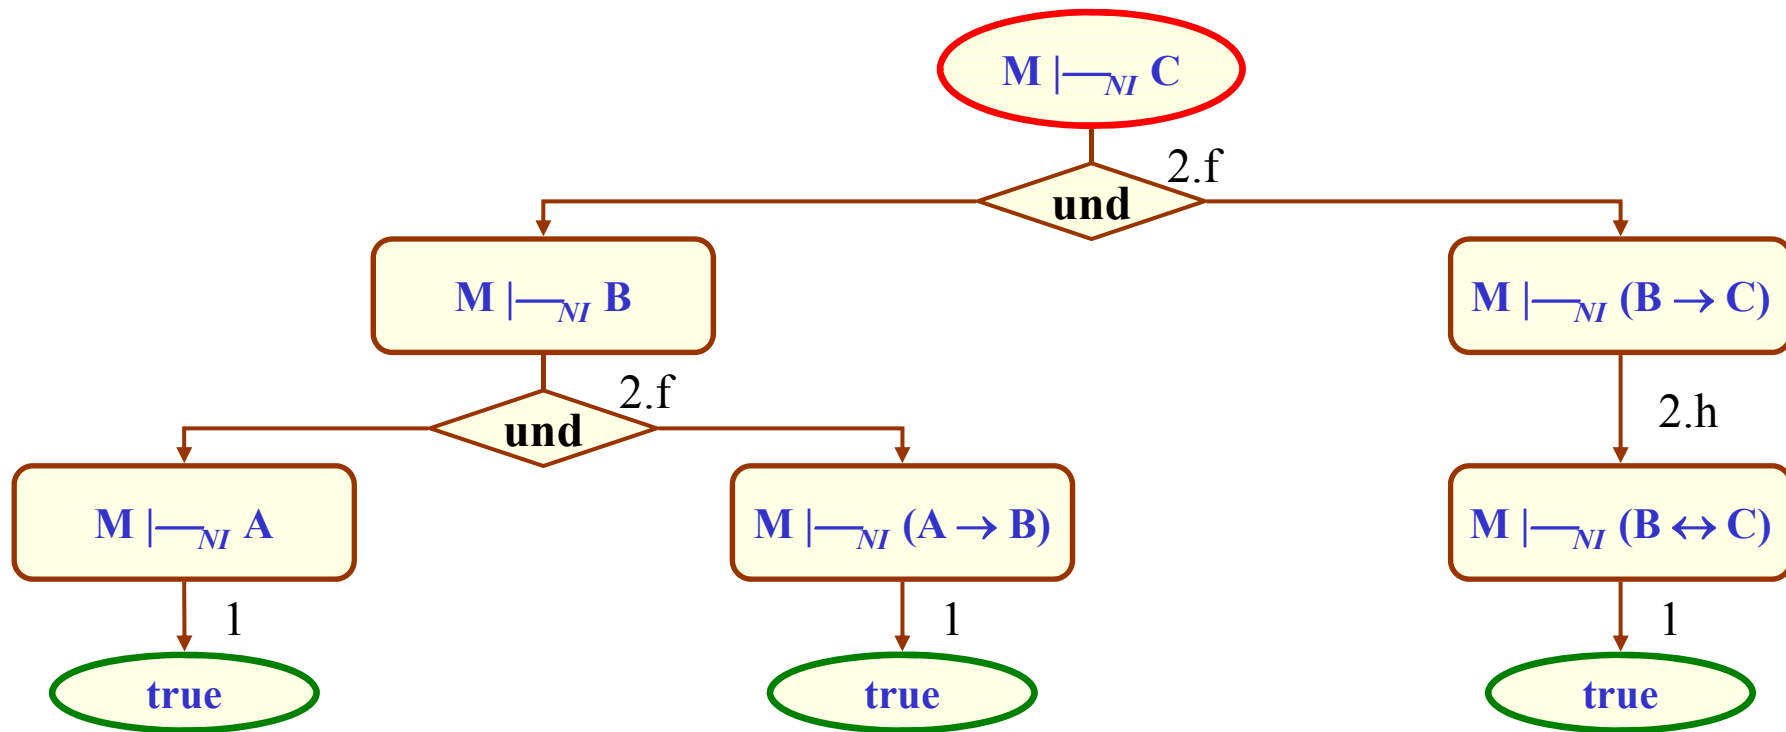 M |—NI C
2.f
und
M |—NI B
M |—NI (B → C)
2.f
und
2.h
M |—NI A
M |—NI (A → B)
M |—NI (B ↔ C)
1
1
1
true
true
true